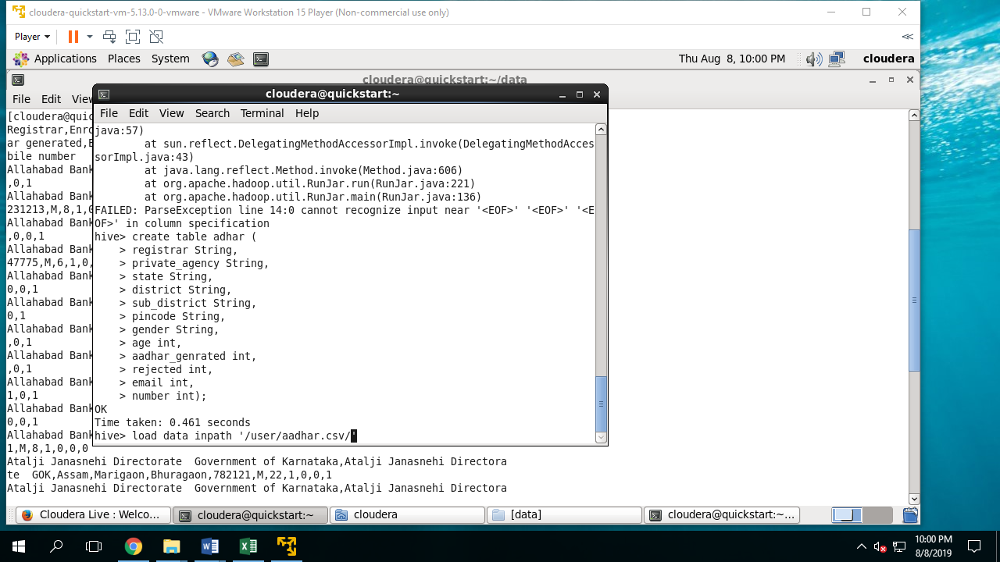 cloudera-quickstart-vm-5.13.0-0-vmware - VMware Workstation 15 Player (Non-commercial use only)
Player
Applications Places System Thu Aug 8, 10:00 PM cloudera
cloudera@quickstart:~/data
File Edit View
[cloudera@quic
Registrar,Enro
ar generated,E
bile number
Allahabad Bank
,0,1
Allahabad Bank
231213,M,8,1,0
Allahabad Bank
,0,0,1
Allahabad Bank
47775,M,6,1,0,
Allahabad Bank
0,0,1
Allahabad Bank
0,1
Allahabad Bank
,0,1
Allahabad Bank
,0,1
Allahabad Bank
1,0,1
Allahabad Bank
0,0,1
Allahabad Bank
1,M,8,1,0,0,0
Atalji Janasnehi Directorate  Government of Karnataka,Atalji Janasnehi Directora
te  GOK,Assam,Marigaon,Bhuragaon,782121,M,22,1,0,0,1
Atalji Janasnehi Directorate  Government of Karnataka,Atalji Janasnehi Directora
cloudera@quickstart:~
File Edit View Search Terminal Help
java:57)
at sun.reflect.DelegatingMethodAccessorImpl.invoke(DelegatingMethodAcces
sorImpl.java:43)
at java.lang.reflect.Method.invoke(Method.java:606)
at org.apache.hadoop.util.RunJar.run(RunJar.java:221)
at org.apache.hadoop.util.RunJar.main(RunJar.java:136)
FAILED: ParseException line 14:0 cannot recognize input near '<EOF>' '<EOF>' '<E
OF>' in column specification
hive> create table adhar (
> registrar String,
> private_agency String,
> state String,
> district String,
> sub_district String,
> pincode String,
> gender String,
> age int,
> aadhar_genrated int,
> rejected int,
> email int,
> number int);
OK
Time taken: 0.461 seconds
hive> load data inpath '/user/aadhar.csv/'
Cloudera Live : Welco... cloudera@quickstart:~ cloudera [data] cloudera@quickstart:~...
10:00 PM
8/8/2019